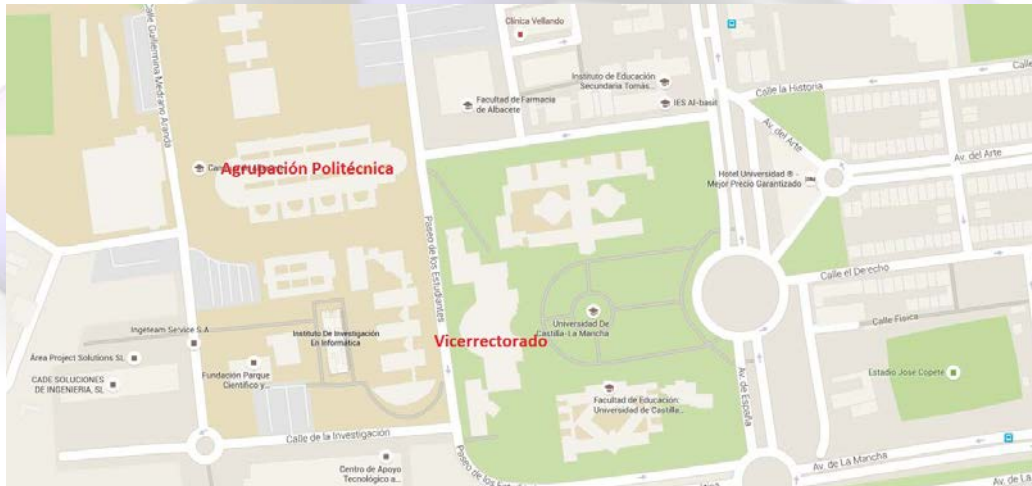 Clínica Vellando
Calle Guillermina Medrano Aranda
Instituto de Educación
Secundaria Tomás...
Facultad de Farmacia
de Albacete
IES Al-basit
Calle la Historia
Calle
Av. del Arte
Av. del Arte
Agrupación Politécnica
Hotel Universidad ® -
Mejor Precio Garantizado
Paseo de los Estudiantes
Calle el Derecho
Universidad De
Castilla-La Mancha
Calle Física
Ingeteam Service S.A
Instituto De Investigación
En Informática
Vicerrectorado
Área Project Solutions SL
CADE SOLUCIONES
DE INGENIERIA, SL
Fundación Parque
Científico y...
Estadio Jose Copete
Facultad de Educación:
Universidad de Castilla...
Av. de España
Calle de la Investigación
Centro de Apoyo
Tecnológico a...
Av. de La Mancha
Av. de La